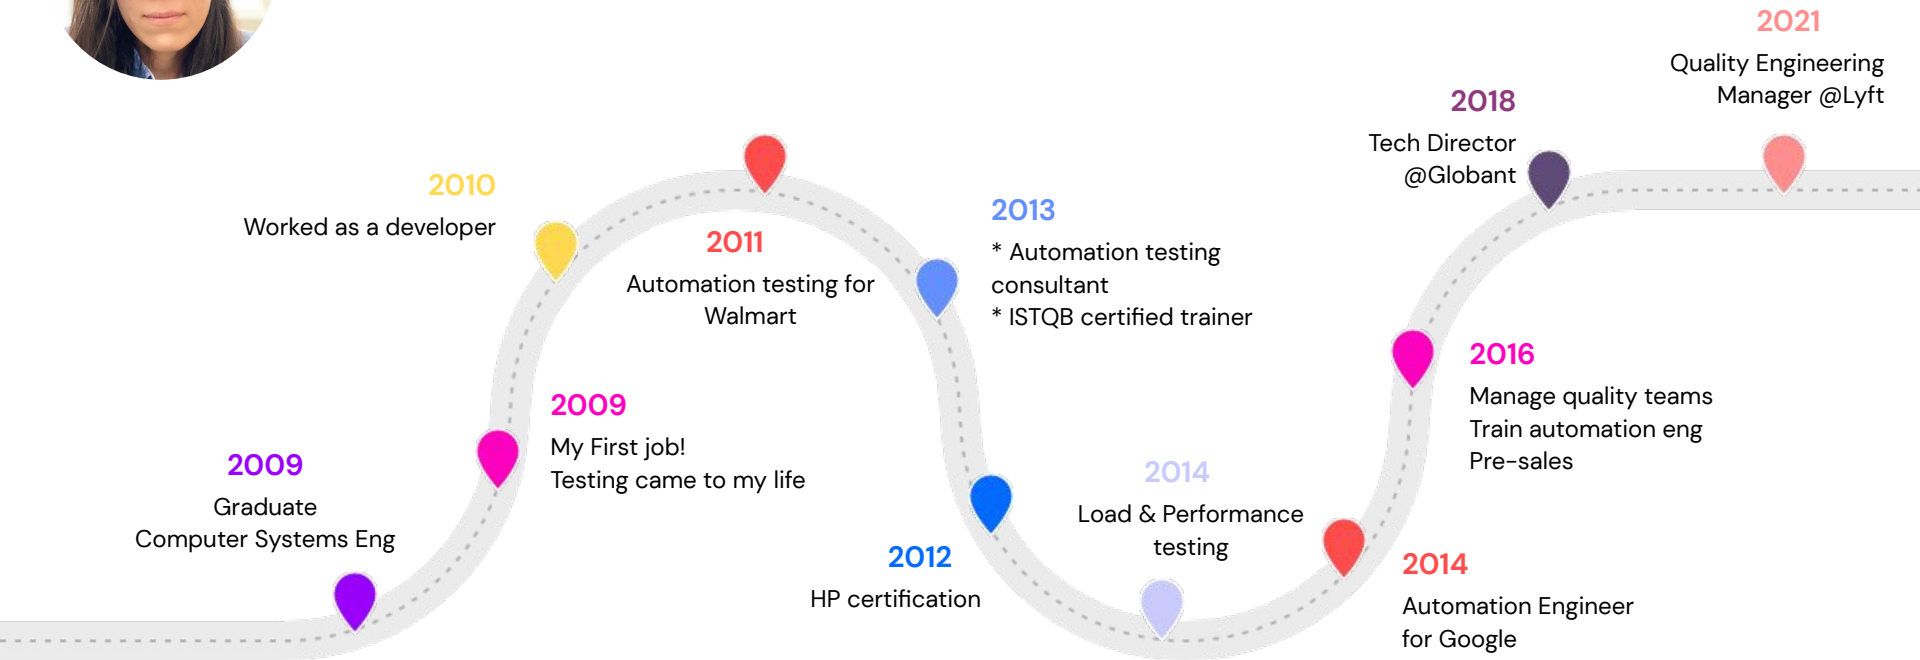 2009
Graduate
Computer Systems Eng
2009
My First job!
Testing came to my life
2010
Worked as a developer
2011
Automation testing for
Walmart
2013
* Automation testing
consultant
* ISTQB certified trainer
2012
HP certification
2014
Load & Performance
testing
2014
Automation Engineer
for Google
2016
Manage quality teams
Train automation eng
Pre-sales
2018
Tech Director
@Globant
2021
Quality Engineering
Manager @Lyft